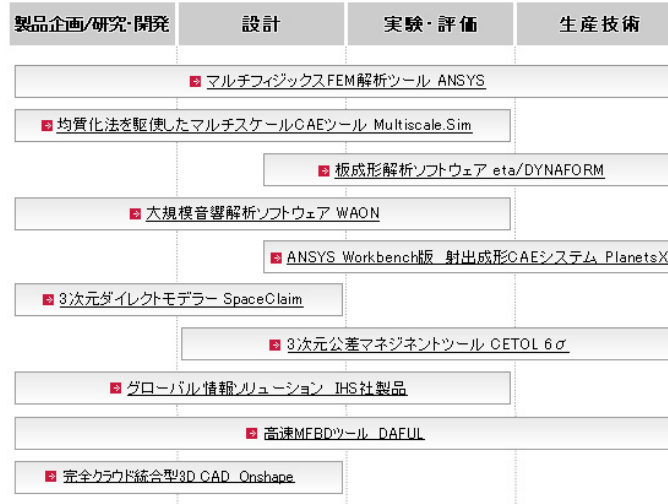 製品企画/研究・開発
設計
実験・評価
生産技術
マルチフィジックスFEM解析ツール ANSYS
均質化法を駆使したマルチスケールCAEツール Multiscale.Sim
板成形解析ソフトウェア eta/DYNAFORM
大規模音響解析ソフトウェア WAON
ANSYS Workbench版 射出成形CAEシステム PlanetsX
3次元ダイレクトモデラー SpaceClaim
3次元公差マネジネントツール CETOL 6σ
グローバル情報ソリューション IHS社製品
高速MFBDツール DAFUL
完全クラウド統合型3D CAD Onshape